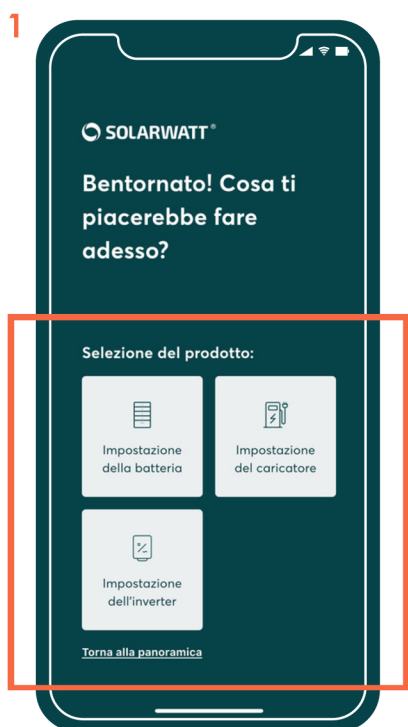 1
SOLARWATT®
Bentornato! Cosa ti
piacerebbe fare
adesso?
Selezione del prodotto:
Impostazione
della batteria
Impostazione
del caricatore
Impostazione
dell'inverter
Torna alla panoramica